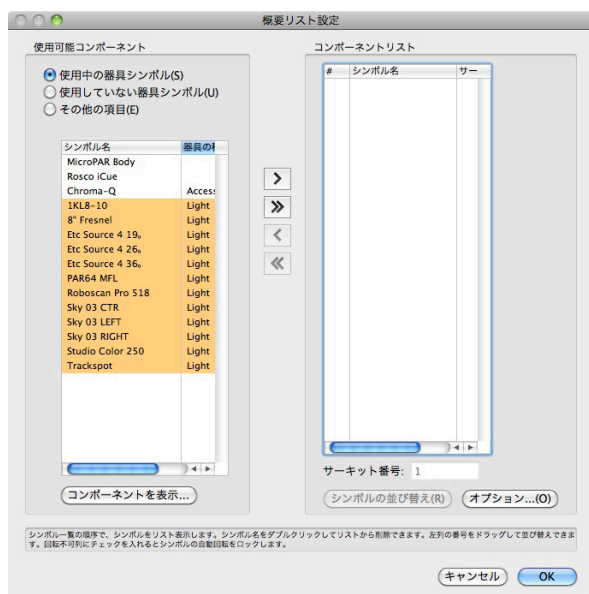 概要リスト設定
使用可能コンポーネント
使用中の器具シンボル(S)
使用していない器具シンボル(U)
その他の項目(E)
シンボル名 器具の種
MicroPAR Body
Rosco iCue
Chroma-Q Access
1KL8-10 Light
8" Fresnel Light
Etc Source 4 19° Light
Etc Source 4 26° Light
Etc Source 4 36° Light
PAR64 MFL Light
Roboscan Pro 518 Light
Sky 03 CTR Light
Sky 03 LEFT Light
Sky 03 RIGHT Light
Studio Color 250 Light
Trackspot Light
コンポーネントを表示...
コンポーネントリスト
# シンボル名 サー
サーキット番号: 1
シンボルの並び替え(R) オプション...(O)
シンボル一覧の順序で、シンボルをリスト表示します。シンボル名をダブルクリックしてリストから削除できます。左列の番号をドラッグして並び替えできま
す。回転不可列にチェックを入れるとシンボルの自動回転をロックします。
キャンセル OK